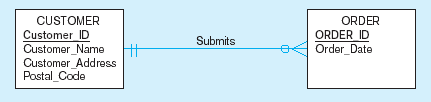 CUSTOMER
Customer_ID
Customer_Name
Customer_Address
Postal_Code
Submits
ORDER
ORDER_ID
Order_Date